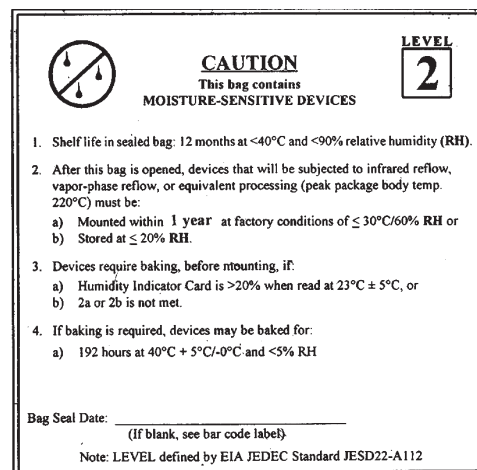 LEVEL
2
CAUTION
This bag contains
MOISTURE-SENSITIVE DEVICES
1. Shelf life in sealed bag: 12 months at <40°C and <90% relative humidity (RH).
2. After this bag is opened, devices that will be subjected to infrared reflow,
vapor-phase reflow, or equivalent processing (peak package body temp.
220°C) must be:
a) Mounted within 1 year at factory conditions of ≤ 30°C/60% RH or
b) Stored at ≤ 20% RH.
3. Devices require baking, before mounting, if:
a) Humidity Indicator Card is >20% when read at 23°C ± 5°C, or
b) 2a or 2b is not met.
4. If baking is required, devices may be baked for:
a) 192 hours at 40°C + 5°C/-0°C and <5% RH
Bag Seal Date:
(If blank, see bar code label)
Note: LEVEL defined by EIA JEDEC Standard JESD22-A112